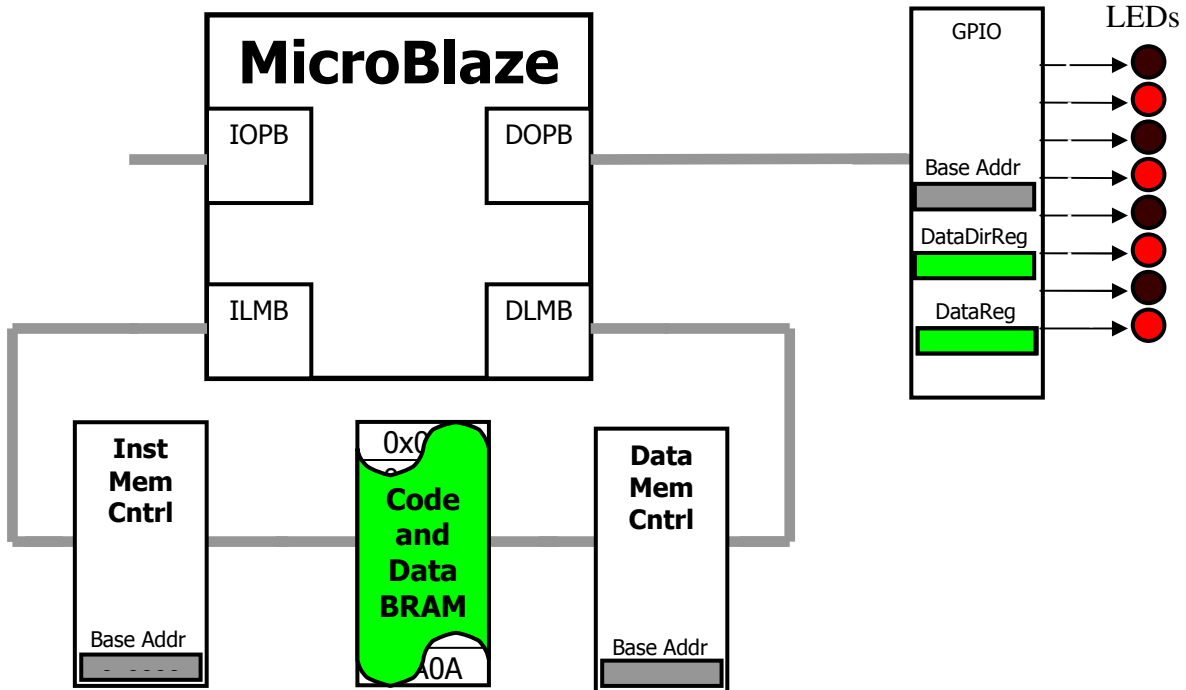 LEDs
GPIO
MicroBlaze
IOPB
DOPB
Base Addr
DataDirReg
ILMB
DLMB
DataReg
Inst
Mem
Cntrl
Code
and
Data
BRAM
Data
Mem
Cntrl
Base Addr
Base Addr